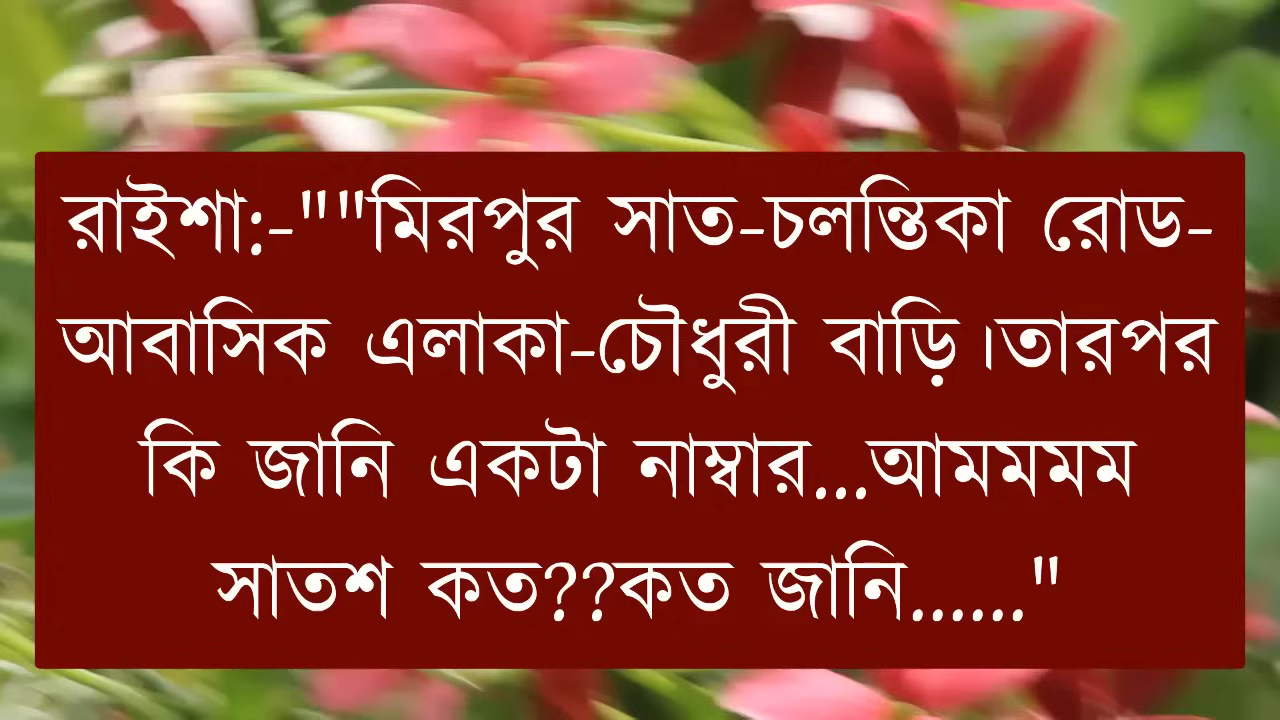 রাইশা:-""মিরপুর সাত-চলন্তিকা রোড-
আবাসিক এলাকা-চৌধুরী বাড়ি।তারপর
কি জানি একটা নাম্বার...আমমমম
সাতশ কত??কত জানি......"